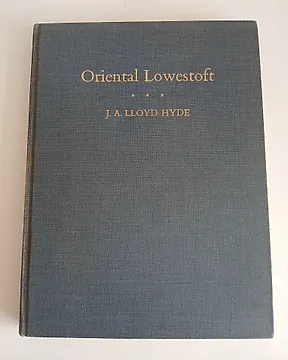 Oriental Lowestoft
* * *
J. A. LLOYD HYDE